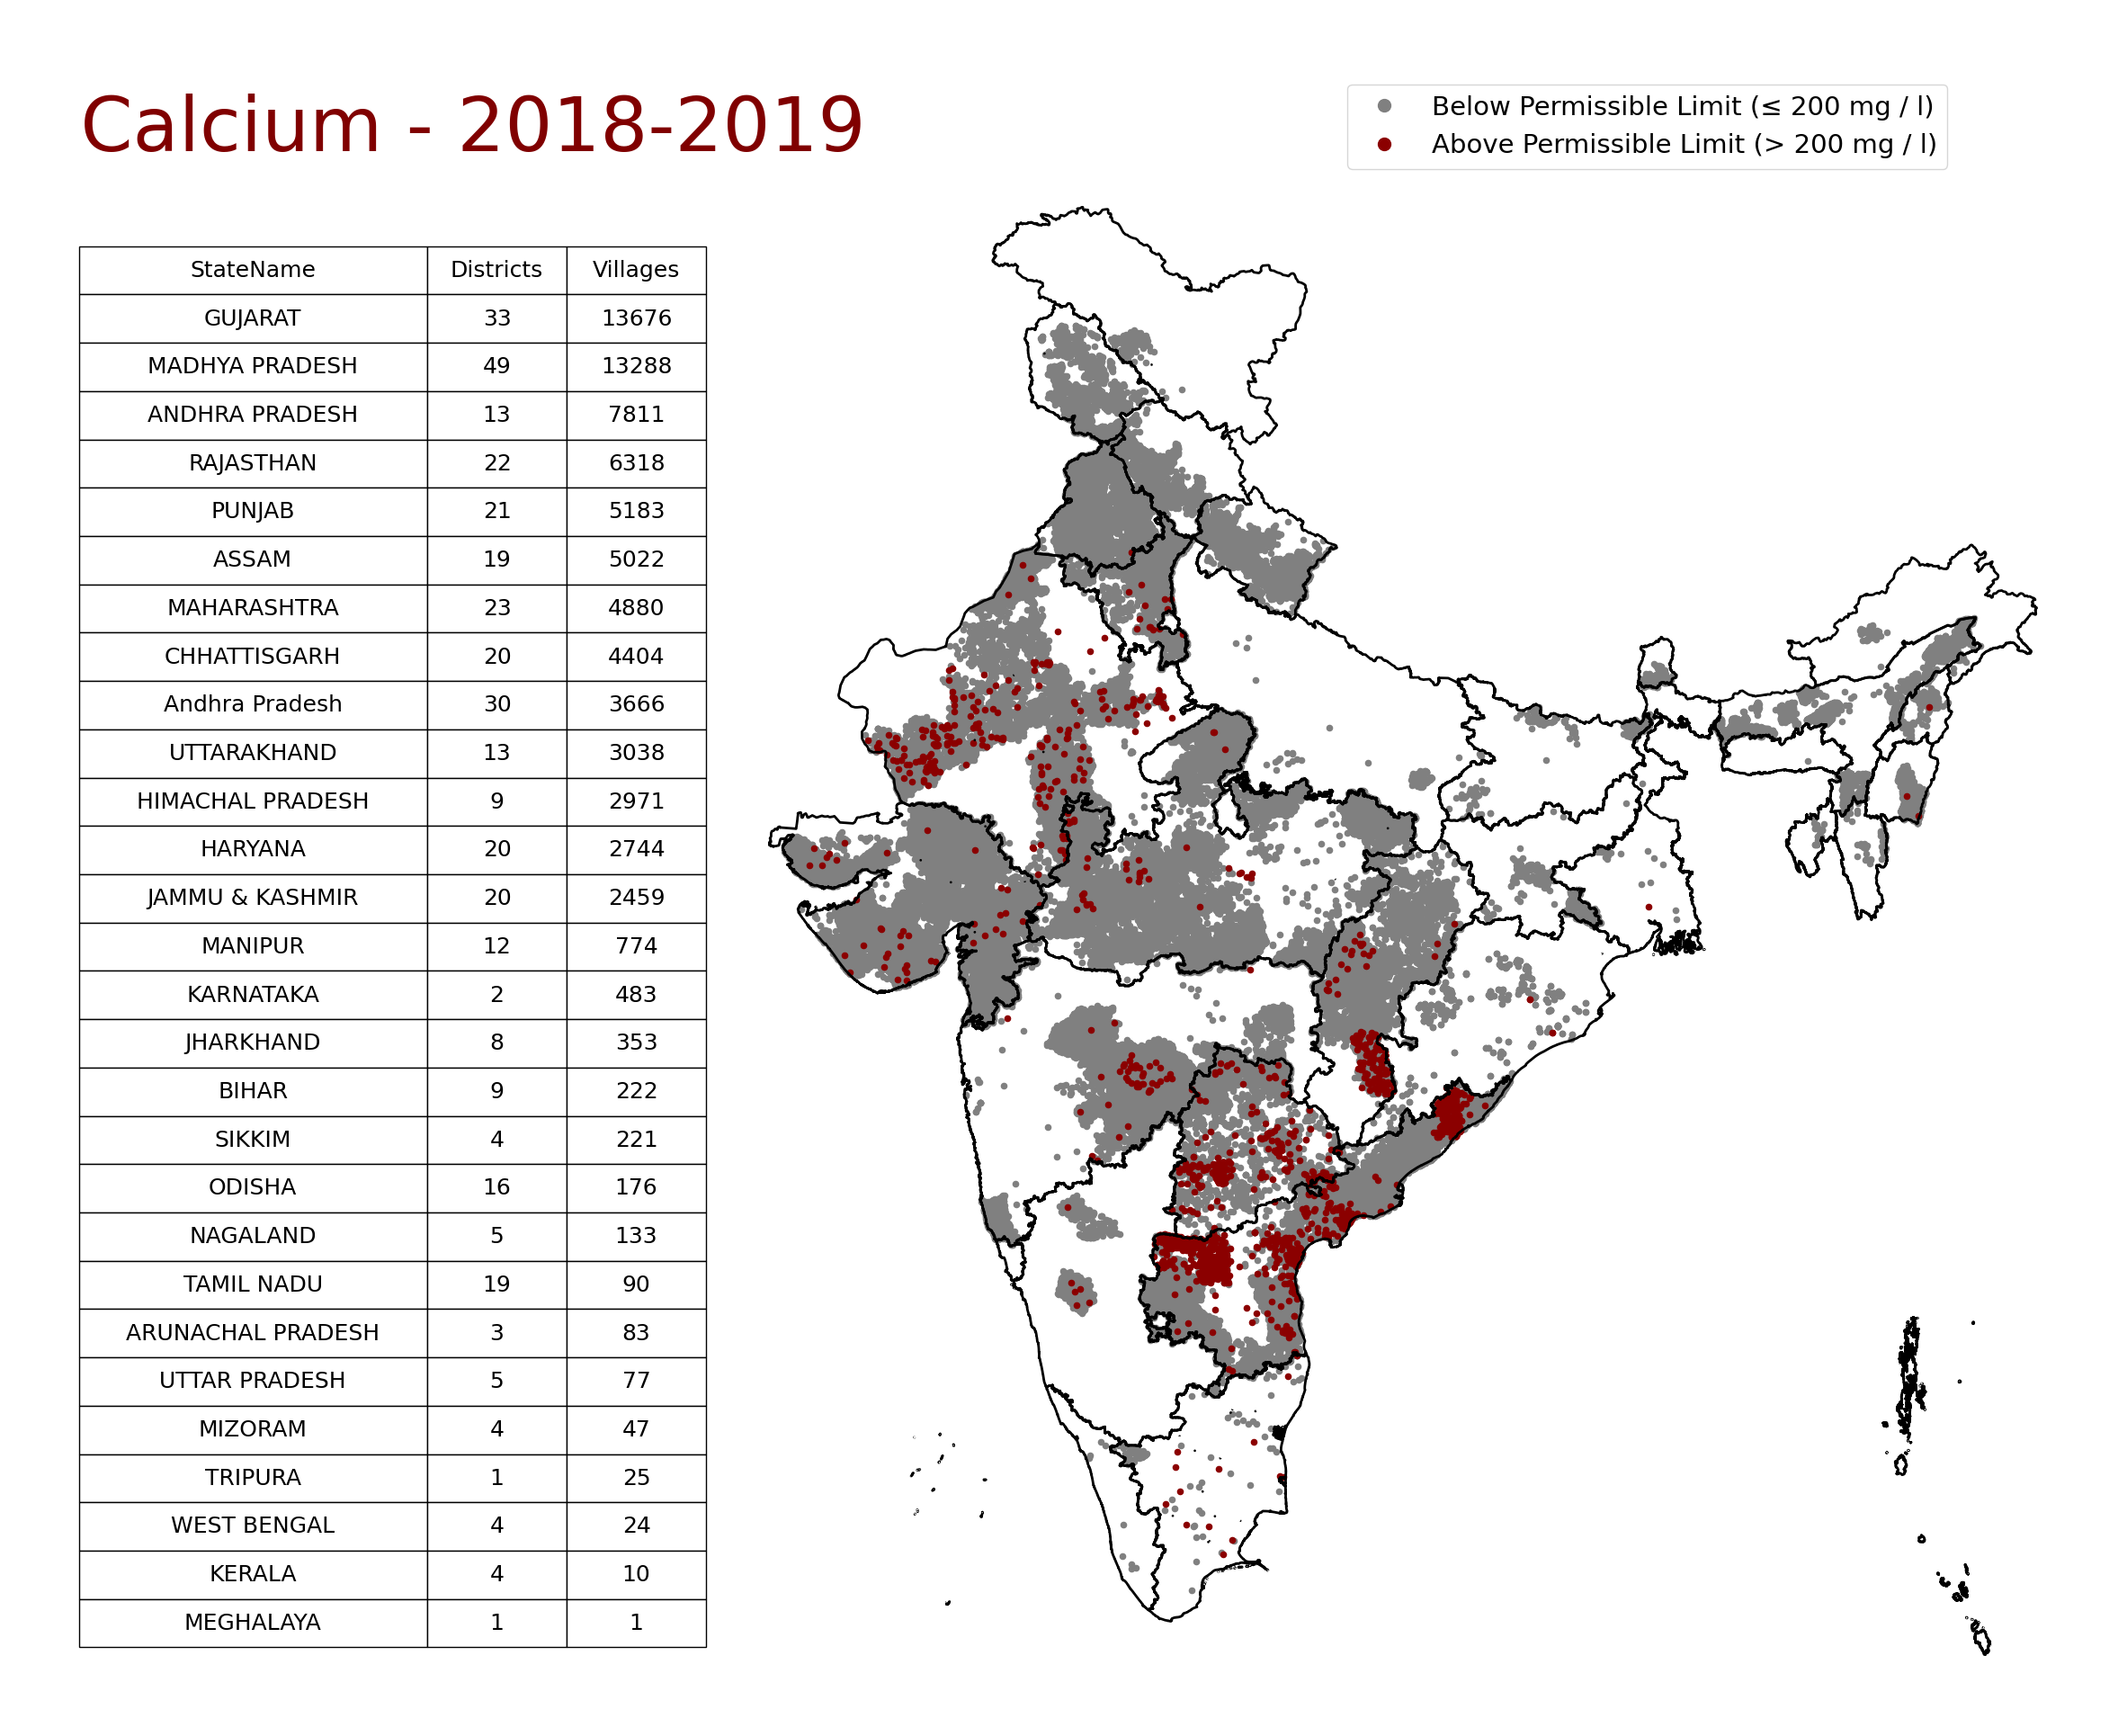 Calcium - 2018-2019
Below Permissible Limit (≤ 200 mg / l)
Above Permissible Limit (> 200 mg / l)
StateName Districts Villages
GUJARAT 33 13676
MADHYA PRADESH 49 13288
ANDHRA PRADESH 13 7811
RAJASTHAN 22 6318
PUNJAB 21 5183
ASSAM 19 5022
MAHARASHTRA 23 4880
CHHATTISGARH 20 4404
Andhra Pradesh 30 3666
UTTARAKHAND 13 3038
HIMACHAL PRADESH 9 2971
HARYANA 20 2744
JAMMU & KASHMIR 20 2459
MANIPUR 12 774
KARNATAKA 2 483
JHARKHAND 8 353
BIHAR 9 222
SIKKIM 4 221
ODISHA 16 176
NAGALAND 5 133
TAMIL NADU 19 90
ARUNACHAL PRADESH 3 83
UTTAR PRADESH 5 77
MIZORAM 4 47
TRIPURA 1 25
WEST BENGAL 4 24
KERALA 4 10
MEGHALAYA 1 1